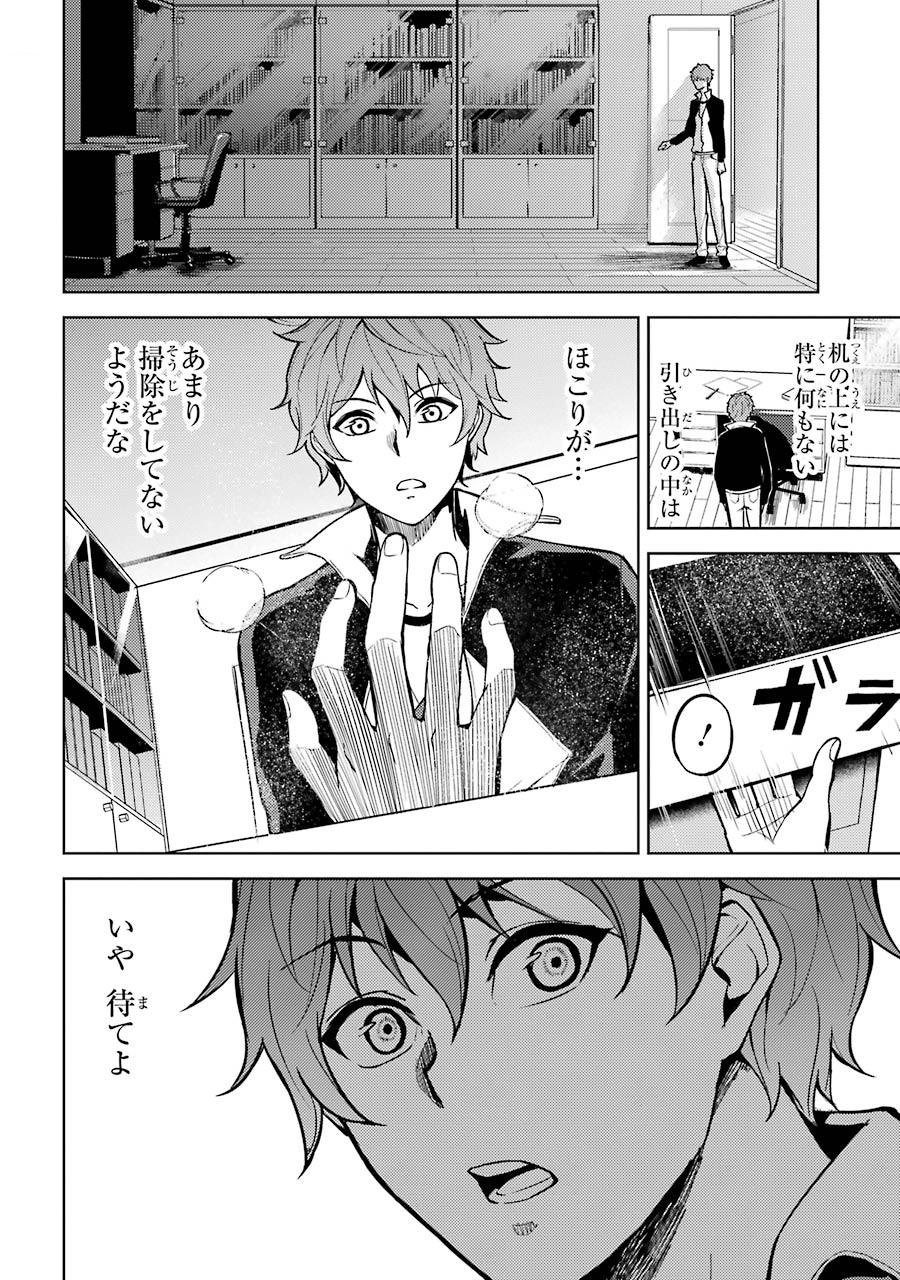 机の上には
特に何もない
引き出しの中は
ガラ
！
ほこりが…
あまり
掃除をしてない
ようだな
いや 待てよ